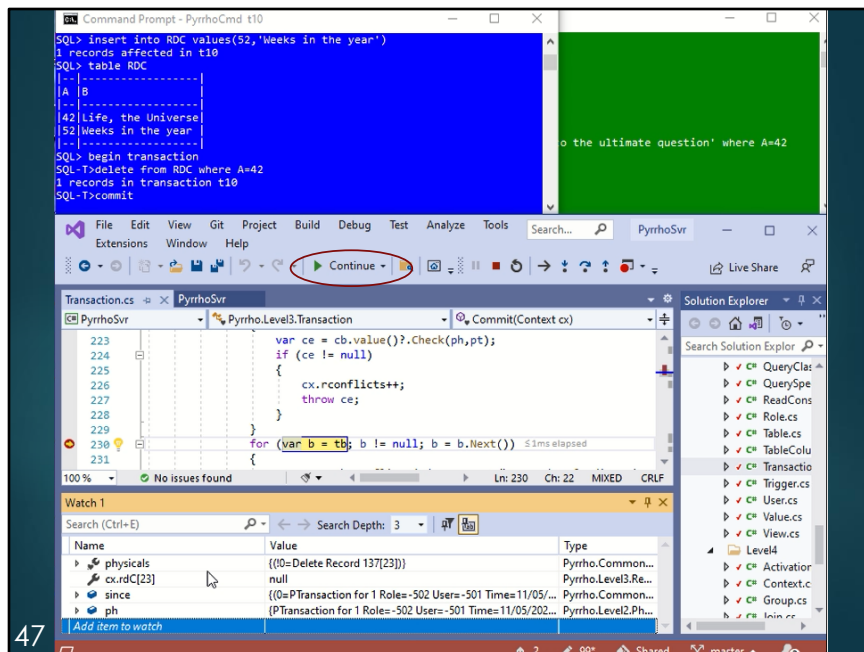 Command Prompt - PyrrhoCmd t10
SQL> insert into RDC values(52,'Weeks in the year')
1 records affected in t10
SQL> table RDC
|--|-------------------|
|A |B                  |
|--|-------------------|
|42|Life, the Universe|
|52|Weeks in the year |
|--|-------------------|
SQL> begin transaction
SQL-T>delete from RDC where A=42
1 records in transaction t10
SQL-T>commit
o the ultimate question' where A=42
File Edit View Git Project Build Debug Test Analyze Tools Search... PyrrhoSvr
Extensions Window Help
Continue Live Share
Transaction.cs PyrrhoSvr
PyrrhoSvr Pyrrho.Level3.Transaction Commit(Context cx)
223 var ce = cb.value()?.Check(ph,pt);
224 if (ce != null)
225 {
226 cx.rconflicts++;
227 throw ce;
228 }
229 }
230 for (var b = tb; b != null; b = b.Next()) ≤1ms elapsed
231 {
100 % No issues found Ln: 230 Ch: 22 MIXED CRLF
Solution Explorer
Search Solution Explor
C# QueryClas
C# QuerySpe
C# ReadCons
C# Role.cs
C# Table.cs
C# TableColu
C# Transactio
C# Trigger.cs
C# User.cs
C# Value.cs
C# View.cs
Level4
C# Activation
C# Context.c
C# Group.cs
C# Join.cs
Watch 1
Search (Ctrl+E) Search Depth: 3
Name Value Type
physicals {(!0=Delete Record 137[23])} Pyrrho.Common...
cx.rdC[23] null Pyrrho.Level3.Re...
since {(0=PTransaction for 1 Role=-502 User=-501 Time=11/05/... Pyrrho.Common...
ph {PTransaction for 1 Role=-502 User=-501 Time=11/05/202... Pyrrho.Level2.Ph...
Add item to watch
47
2 99+ Shared master